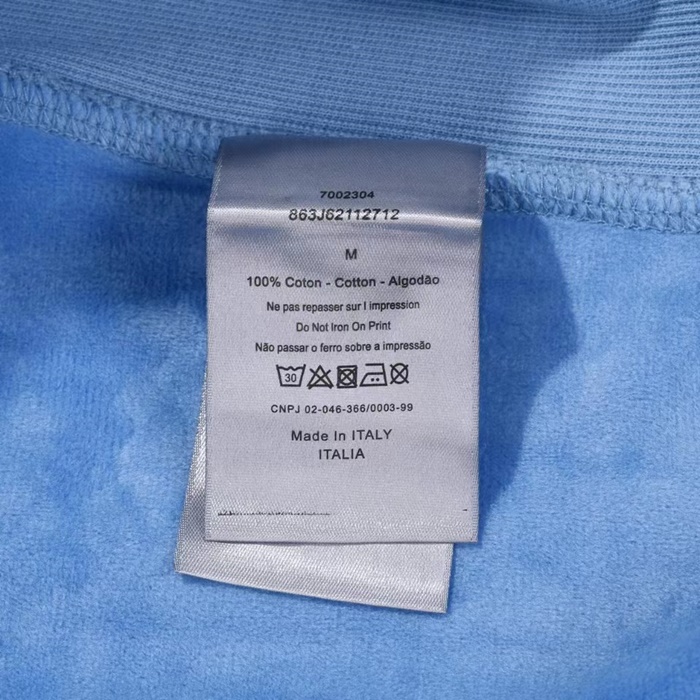 7002304
863J62112712
M
100% Coton - Cotton - Algodão
Ne pas repasser sur l impression
Do Not Iron On Print
Não passar o ferro sobre a impressão
30
CNPJ 02-046-366/0003-99
Made In ITALY
ITALIA